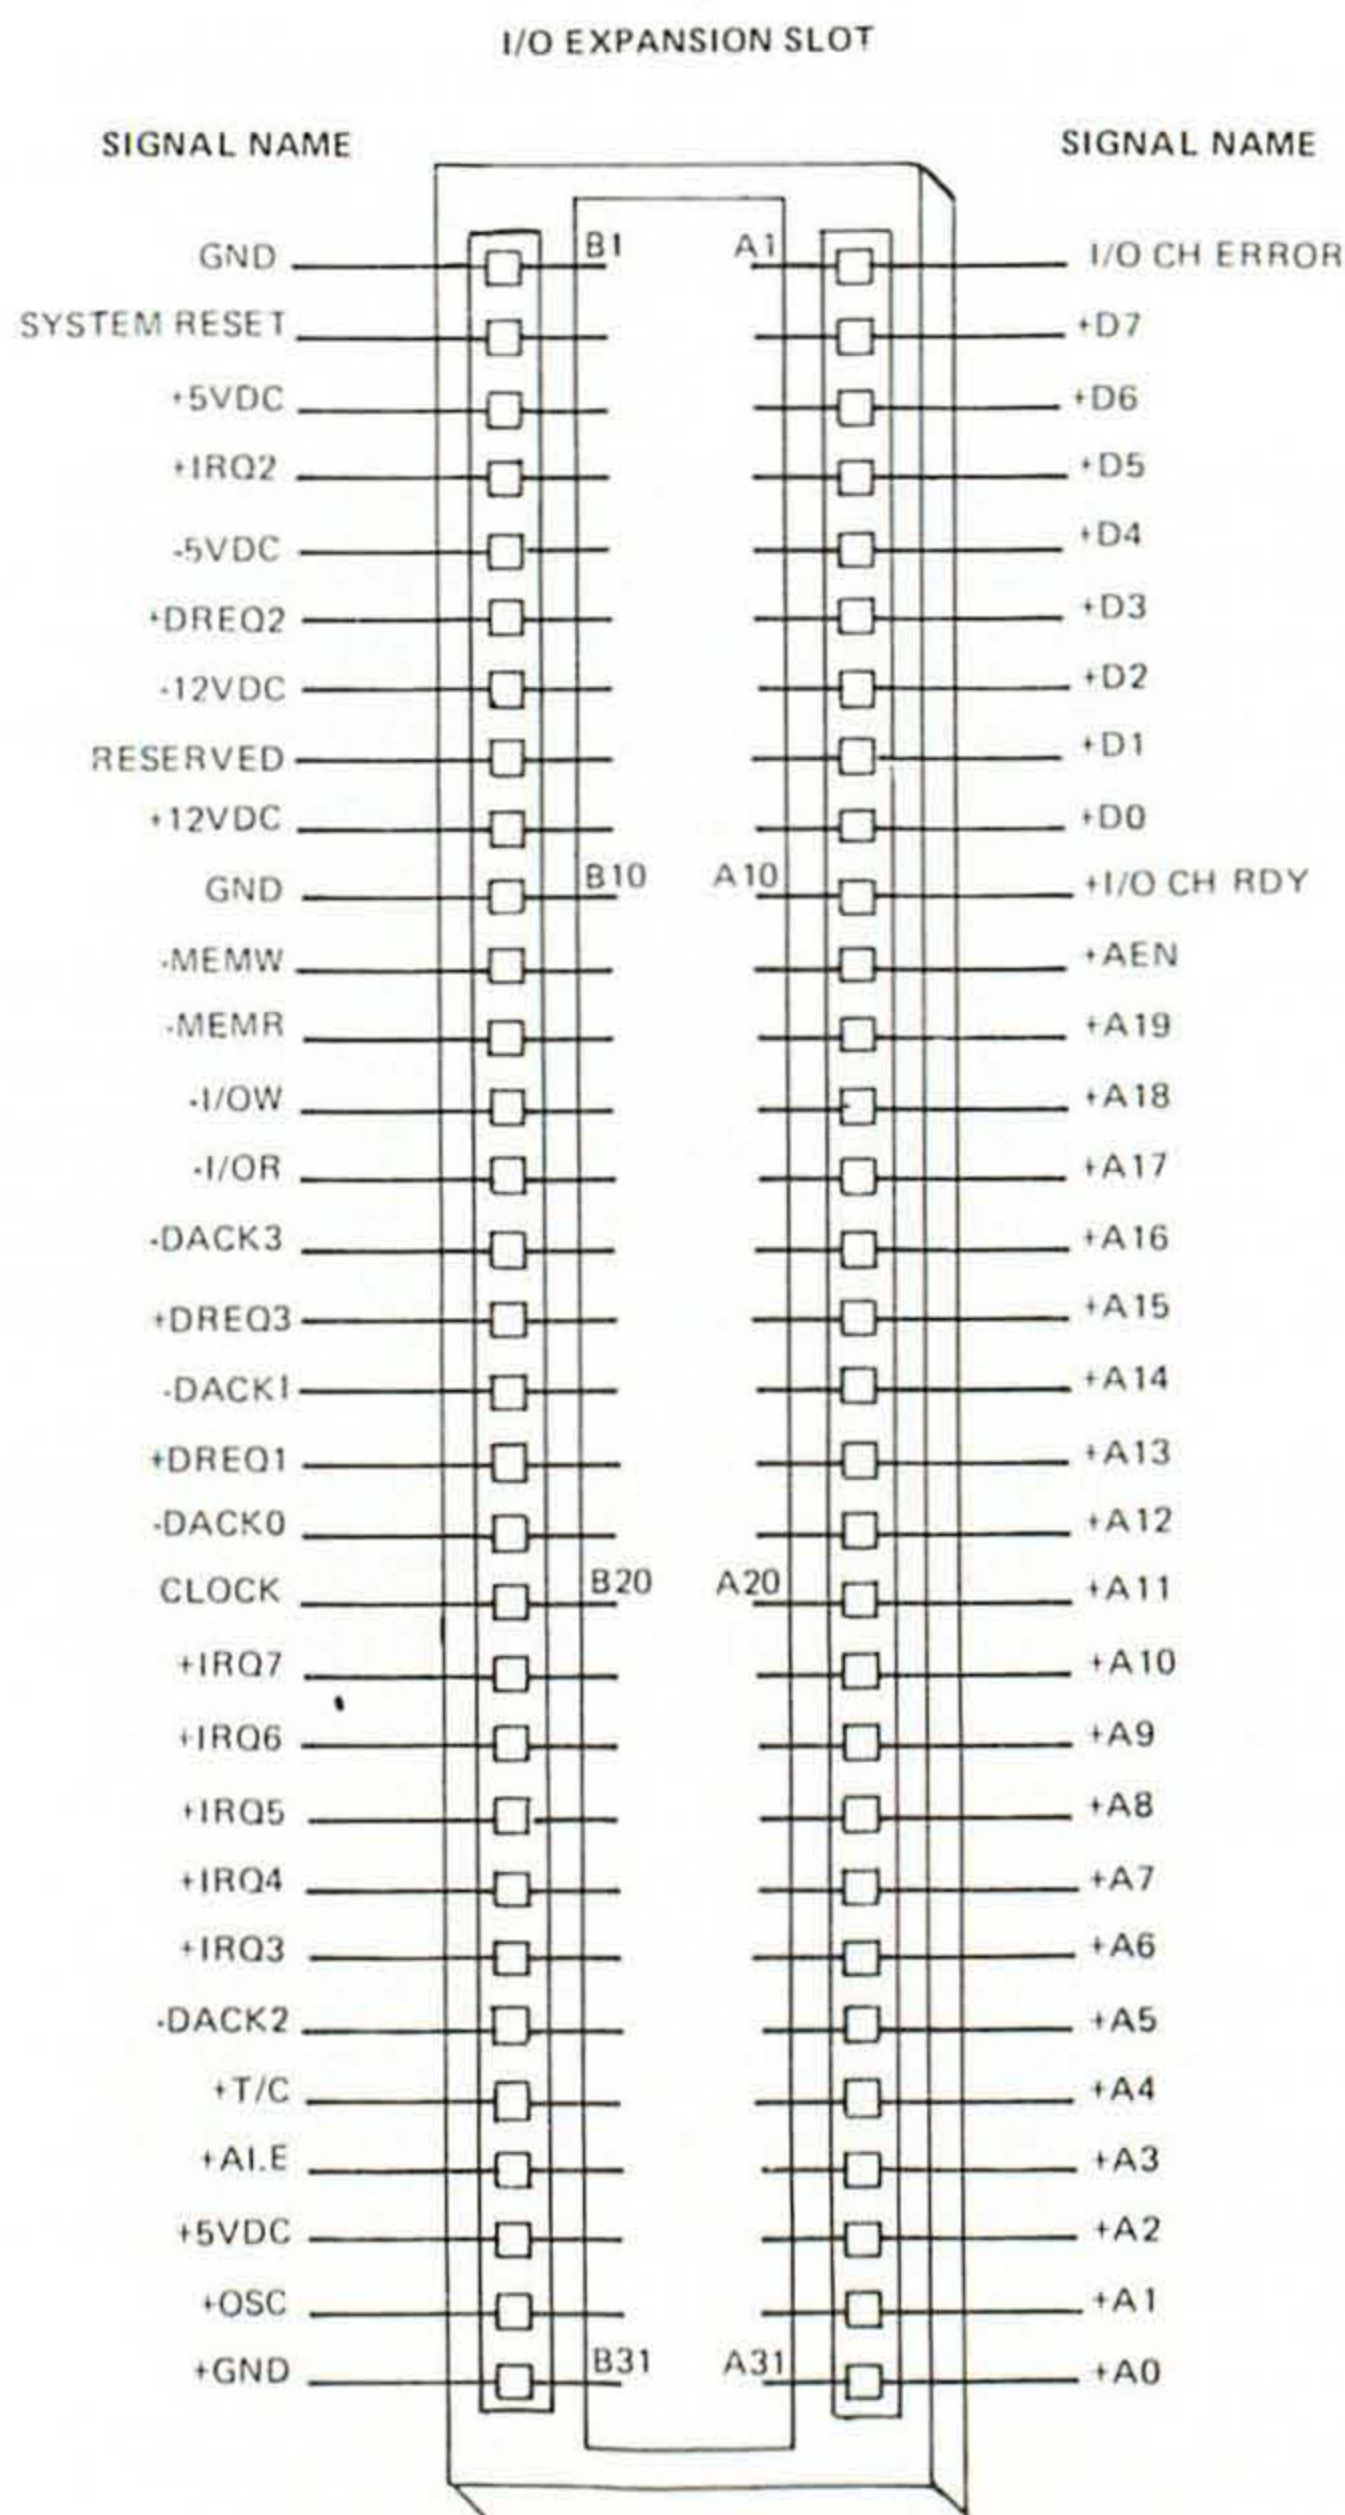 I/O EXPANSION SLOT
SIGNAL NAME SIGNAL NAME
GND B1 A1 I/O CH ERROR
SYSTEM RESET +D7
+5VDC +D6
+IRQ2 +D5
-5VDC +D4
+DREQ2 +D3
-12VDC +D2
RESERVED +D1
+12VDC +D0
GND B10 A10 +I/O CH RDY
-MEMW +AEN
-MEMR +A19
-I/OW +A18
-I/OR +A17
-DACK3 +A16
+DREQ3 +A15
-DACK1 +A14
+DREQ1 +A13
-DACK0 +A12
CLOCK B20 A20 +A11
+IRQ7 +A10
+IRQ6 +A9
+IRQ5 +A8
+IRQ4 +A7
+IRQ3 +A6
-DACK2 +A5
+T/C +A4
+ALE +A3
+5VDC +A2
+OSC +A1
+GND B31 A31 +A0